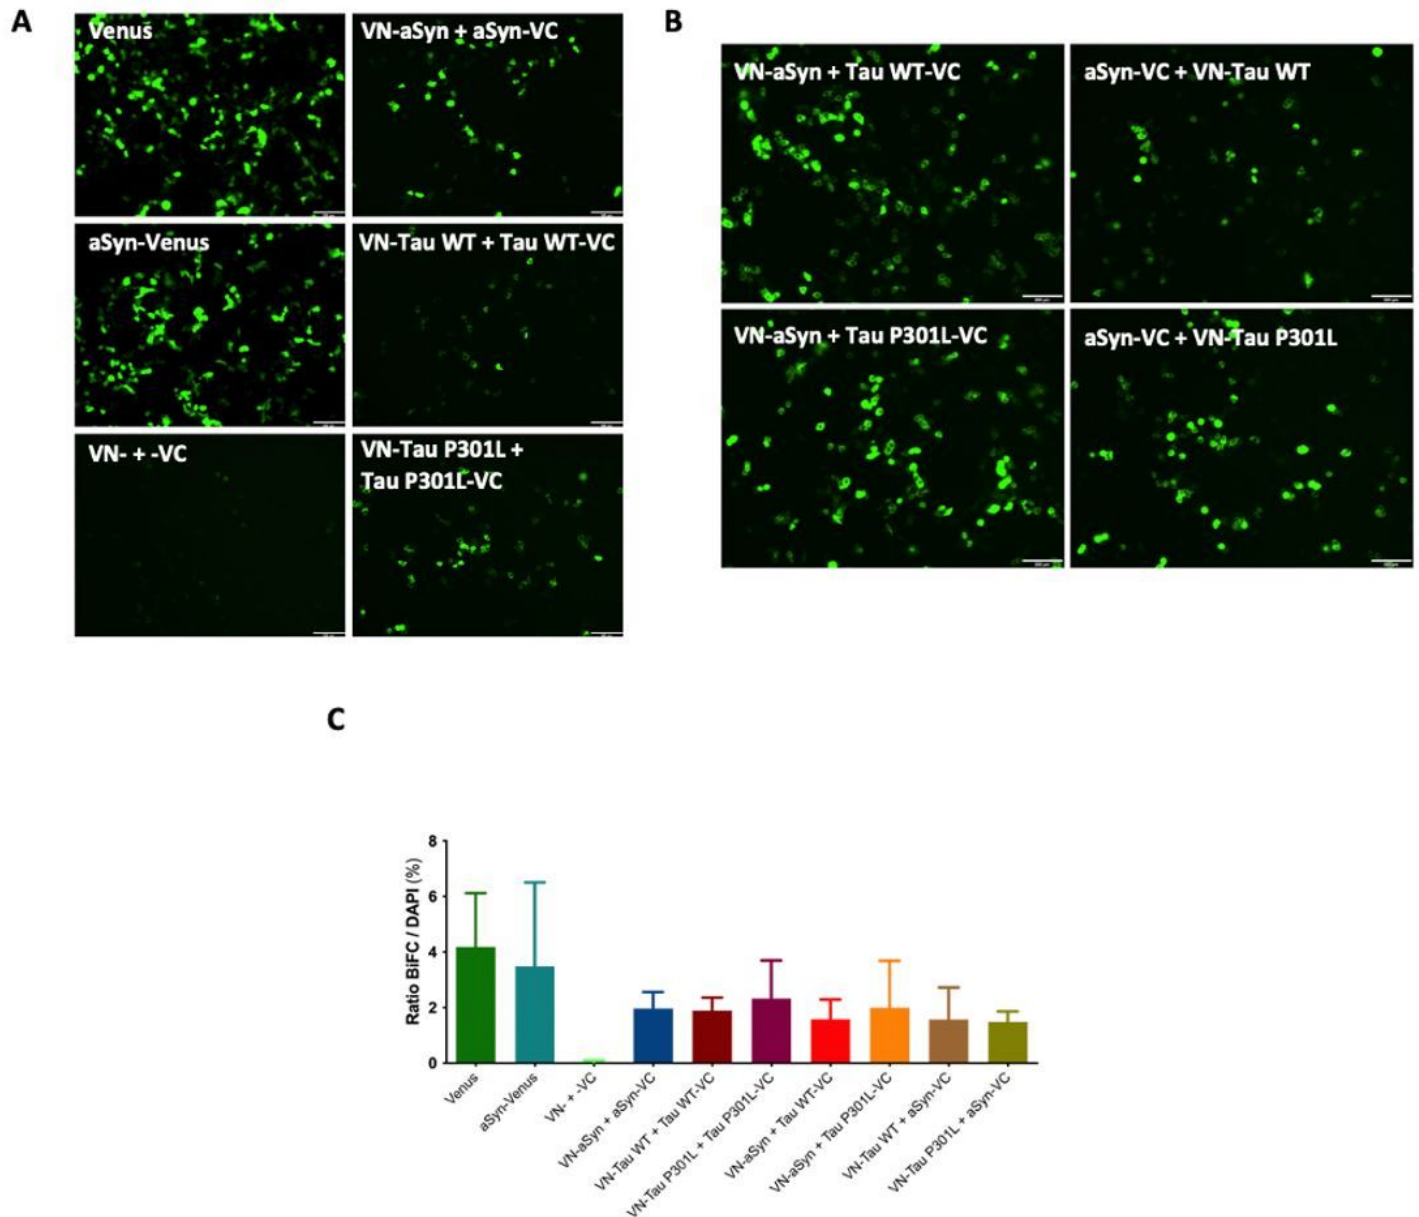 A
B
Venus
VN-aSyn + aSyn-VC
aSyn-Venus
VN-Tau WT + Tau WT-VC
VN- + -VC
VN-Tau P301L +
Tau P301L-VC
VN-aSyn + Tau WT-VC
aSyn-VC + VN-Tau WT
VN-aSyn + Tau P301L-VC
aSyn-VC + VN-Tau P301L
C
Ratio BiFC / DAPI (%)
8
6
4
2
0
Venus
aSyn-Venus
VN- + -VC
VN-aSyn + aSyn-VC
VN-Tau WT + Tau WT-VC
VN-Tau P301L + Tau P301L-VC
VN-aSyn + Tau WT-VC
VN-aSyn + Tau P301L-VC
VN-Tau WT + aSyn-VC
VN-Tau P301L + aSyn-VC